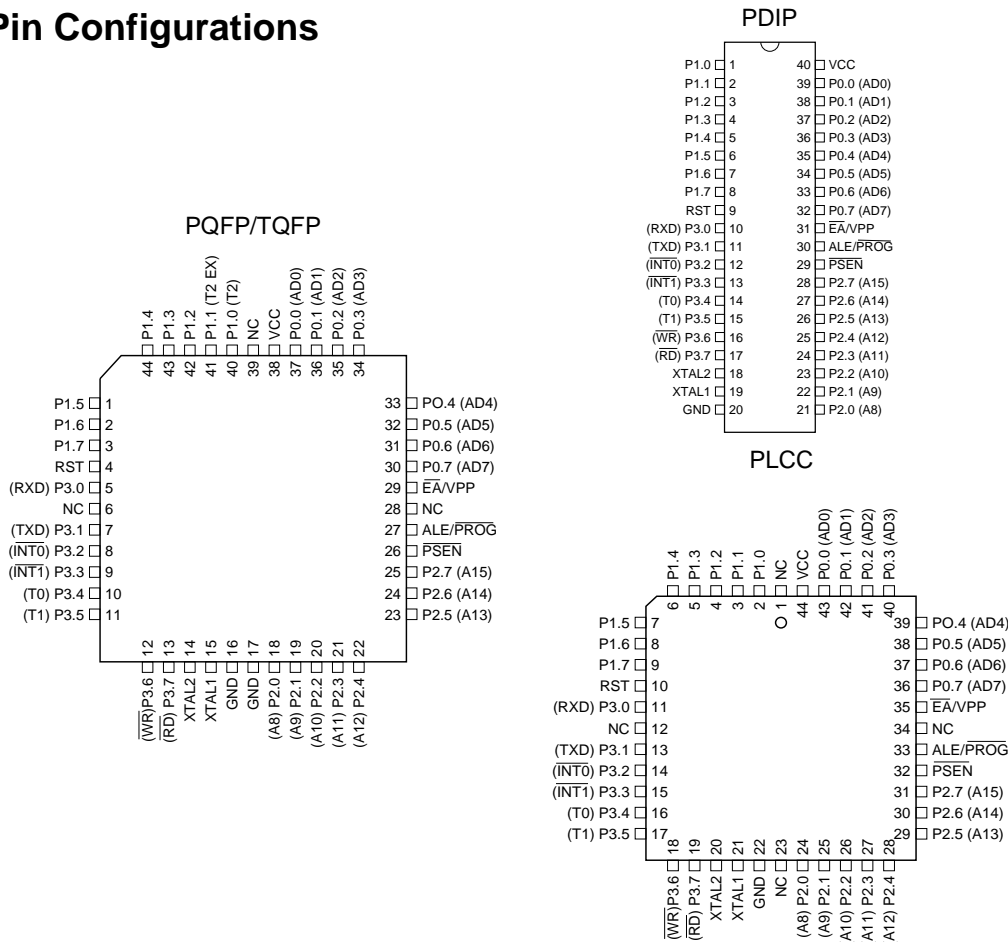 Pin Configurations
PDIP
P1.0 1 40 VCC
P1.1 2 39 P0.0 (AD0)
P1.2 3 38 P0.1 (AD1)
P1.3 4 37 P0.2 (AD2)
P1.4 5 36 P0.3 (AD3)
P1.5 6 35 P0.4 (AD4)
P1.6 7 34 P0.5 (AD5)
P1.7 8 33 P0.6 (AD6)
RST 9 32 P0.7 (AD7)
(RXD) P3.0 10 31 EA/VPP
(TXD) P3.1 11 30 ALE/PROG
(INT0) P3.2 12 29 PSEN
(INT1) P3.3 13 28 P2.7 (A15)
(T0) P3.4 14 27 P2.6 (A14)
(T1) P3.5 15 26 P2.5 (A13)
(WR) P3.6 16 25 P2.4 (A12)
(RD) P3.7 17 24 P2.3 (A11)
XTAL2 18 23 P2.2 (A10)
XTAL1 19 22 P2.1 (A9)
GND 20 21 P2.0 (A8)
PQFP/TQFP
44 P1.4
43 P1.3
42 P1.2
41 P1.1 (T2 EX)
40 P1.0 (T2)
39 NC
38 VCC
37 P0.0 (AD0)
36 P0.1 (AD1)
35 P0.2 (AD2)
34 P0.3 (AD3)
P1.5 1 33 PO.4 (AD4)
P1.6 2 32 P0.5 (AD5)
P1.7 3 31 P0.6 (AD6)
RST 4 30 P0.7 (AD7)
(RXD) P3.0 5 29 EA/VPP
NC 6 28 NC
(TXD) P3.1 7 27 ALE/PROG
(INT0) P3.2 8 26 PSEN
(INT1) P3.3 9 25 P2.7 (A15)
(T0) P3.4 10 24 P2.6 (A14)
(T1) P3.5 11 23 P2.5 (A13)
(WR)P3.6 12
(RD) P3.7 13
XTAL2 14
XTAL1 15
GND 16
GND 17
(A8) P2.0 18
(A9) P2.1 19
(A10) P2.2 20
(A11) P2.3 21
(A12) P2.4 22
PLCC
6 P1.4
5 P1.3
4 P1.2
3 P1.1
2 P1.0
1 NC
44 VCC
43 P0.0 (AD0)
42 P0.1 (AD1)
41 P0.2 (AD2)
40 P0.3 (AD3)
P1.5 7 39 PO.4 (AD4)
P1.6 8 38 P0.5 (AD5)
P1.7 9 37 P0.6 (AD6)
RST 10 36 P0.7 (AD7)
(RXD) P3.0 11 35 EA/VPP
NC 12 34 NC
(TXD) P3.1 13 33 ALE/PROG
(INT0) P3.2 14 32 PSEN
(INT1) P3.3 15 31 P2.7 (A15)
(T0) P3.4 16 30 P2.6 (A14)
(T1) P3.5 17 29 P2.5 (A13)
(WR)P3.6 18
(RD) P3.7 19
XTAL2 20
XTAL1 21
GND 22
NC 23
(A8) P2.0 24
(A9) P2.1 25
A10) P2.2 26
A11) P2.3 27
A12) P2.4 28